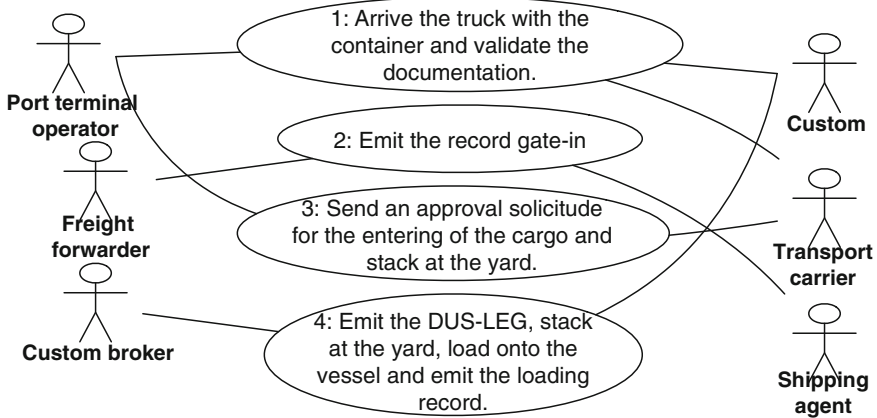 1: Arrive the truck with the
container and validate the
documentation.
Port terminal
operator
Custom
2: Emit the record gate-in
Freight
forwarder
3: Send an approval solicitude
for the entering of the cargo and
stack at the yard.
Transport
carrier
Custom broker
4: Emit the DUS-LEG, stack
at the yard, load onto the
vessel and emit the loading
record.
Shipping
agent